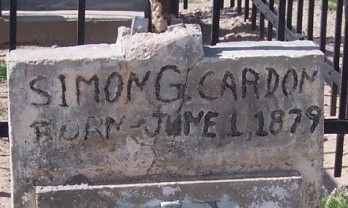 SIMON G. CARDON
BORN-JUNE 1, 1879